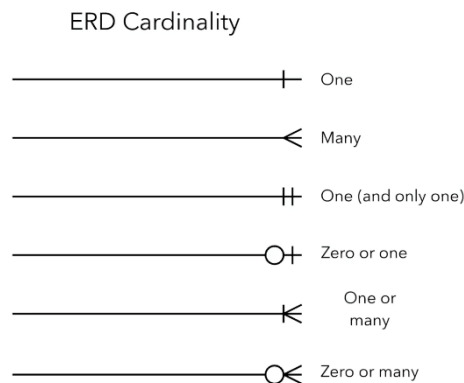 ERD Cardinality
One
Many
One (and only one)
Zero or one
One or
many
Zero or many